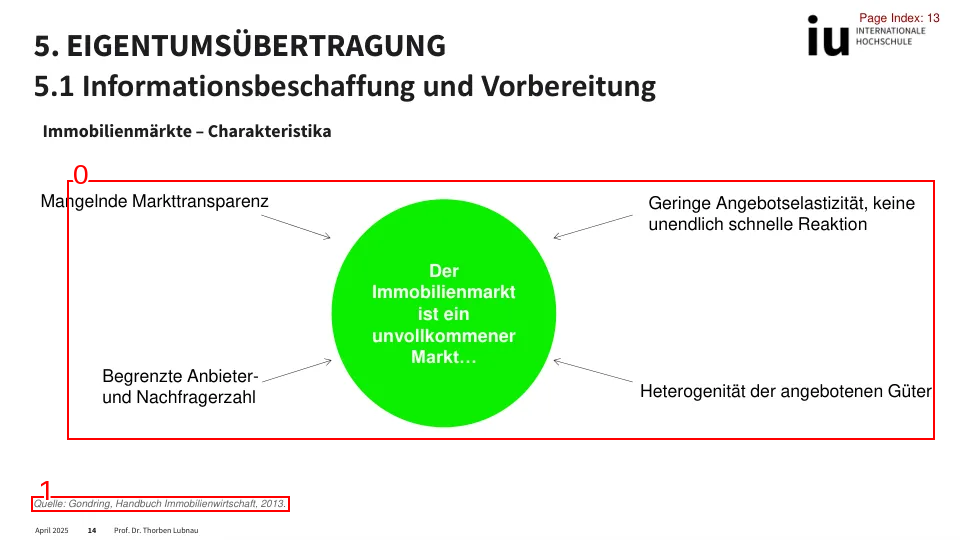 Page Index: 13
iu INTERNATIONALE
HOCHSCHULE
5. EIGENTUMSÜBERTRAGUNG
5.1 Informationsbeschaffung und Vorbereitung
Immobilienmärkte – Charakteristika
0
Mangelnde Markttransparenz
Geringe Angebotselastizität, keine
unendlich schnelle Reaktion
Der
Immobilienmarkt
ist ein
unvollkommener
Markt…
Begrenzte Anbieter-
und Nachfragerzahl
Heterogenität der angebotenen Güter
1
Quelle: Gondring, Handbuch Immobilienwirtschaft, 2013.
April 2025 14 Prof. Dr. Thorben Lubnau